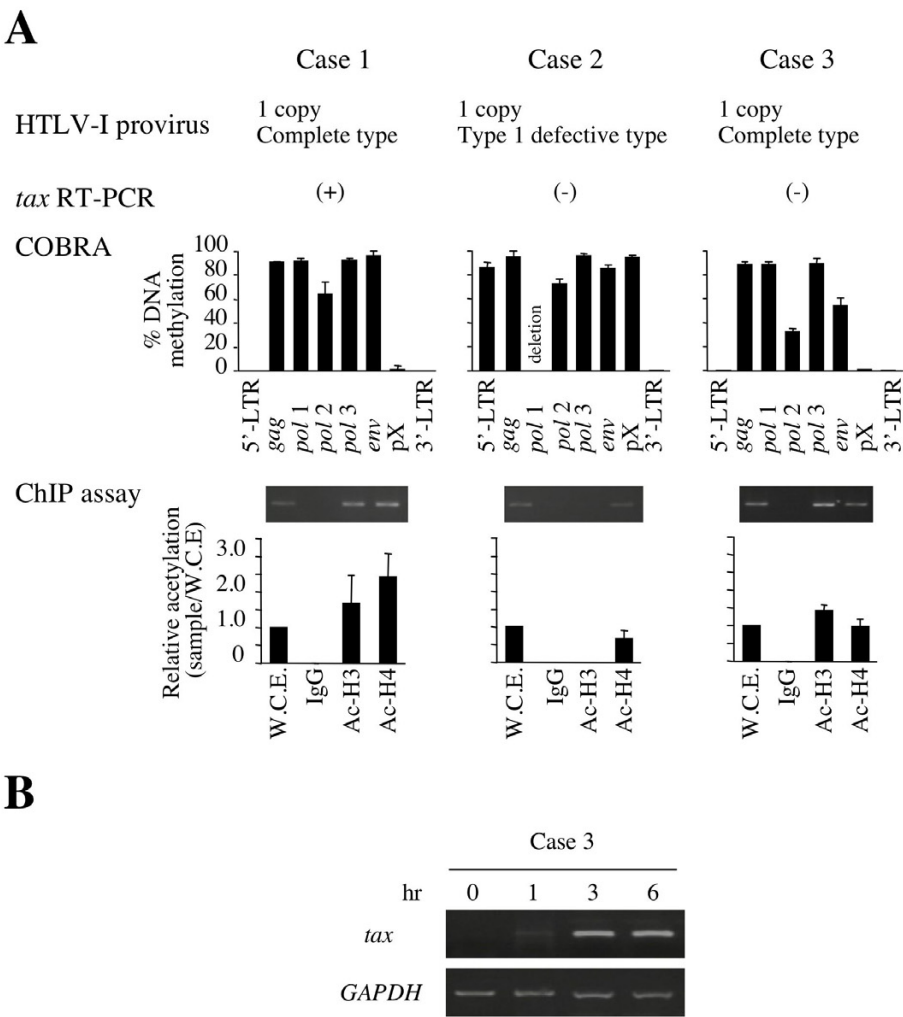 A
Case 1 Case 2 Case 3
HTLV-I provirus
1 copy
Complete type
1 copy
Type 1 defective type
1 copy
Complete type
tax RT-PCR (+) (-) (-)
COBRA
% DNA
methylation
100
80
60
40
20
0
deletion
5'-LTR gag pol 1 pol 2 pol 3 env pX 3'-LTR
5'-LTR gag pol 1 pol 2 pol 3 env pX 3'-LTR
5'-LTR gag pol 1 pol 2 pol 3 env pX 3'-LTR
ChIP assay
Relative acetylation
(sample/W.C.E)
3.0
2.0
1.0
0
W.C.E. IgG Ac-H3 Ac-H4
W.C.E. IgG Ac-H3 Ac-H4
W.C.E. IgG Ac-H3 Ac-H4
B
Case 3
hr 0 1 3 6
tax
GAPDH